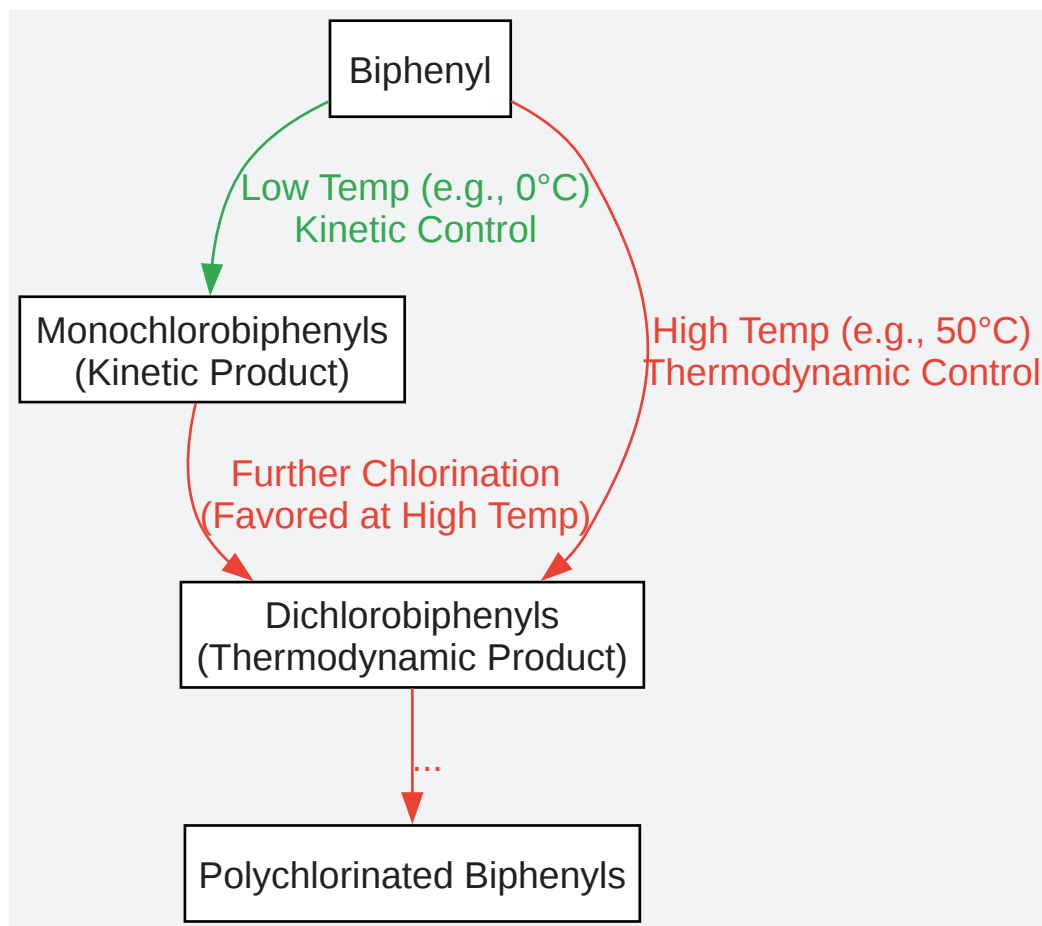 Biphenyl
Low Temp (e.g., 0°C)
Kinetic Control
Monochlorobiphenyls
(Kinetic Product)
High Temp (e.g., 50°C)
Thermodynamic Control
Further Chlorination
(Favored at High Temp)
Dichlorobiphenyls
(Thermodynamic Product)
...
Polychlorinated Biphenyls